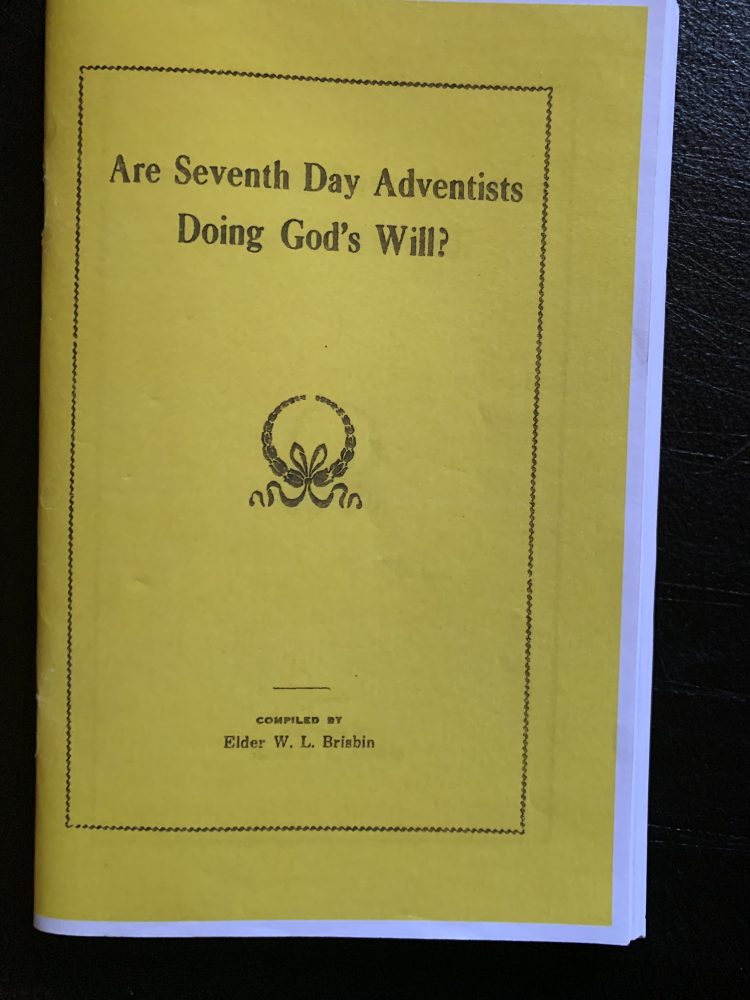 Are Seventh Day Adventists
Doing God's Will?
COMPILED BY
Elder W. L. Brisbin